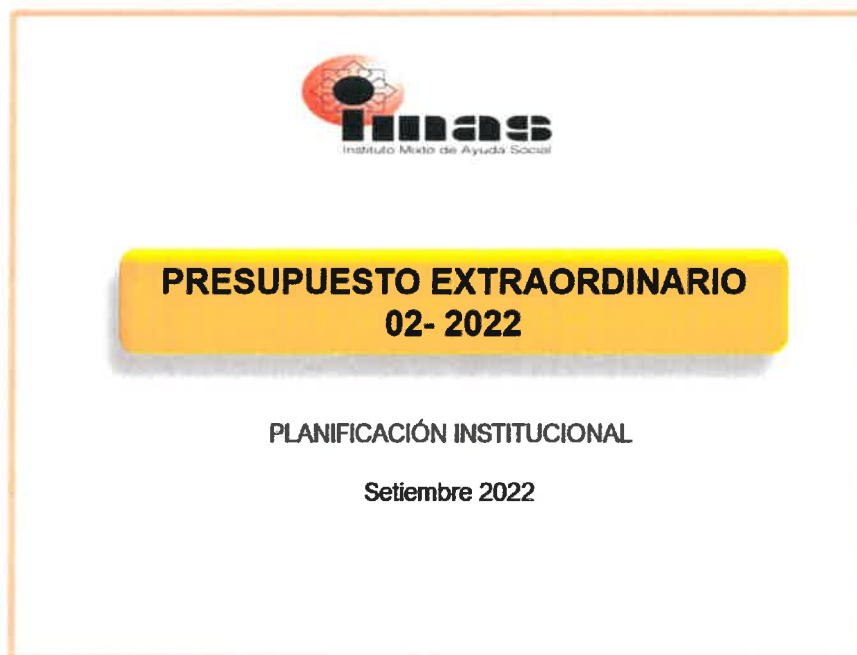 imas
Instituto Mixto de Ayuda Social
PRESUPUESTO EXTRAORDINARIO
02- 2022
PLANIFICACIÓN INSTITUCIONAL
Setiembre 2022